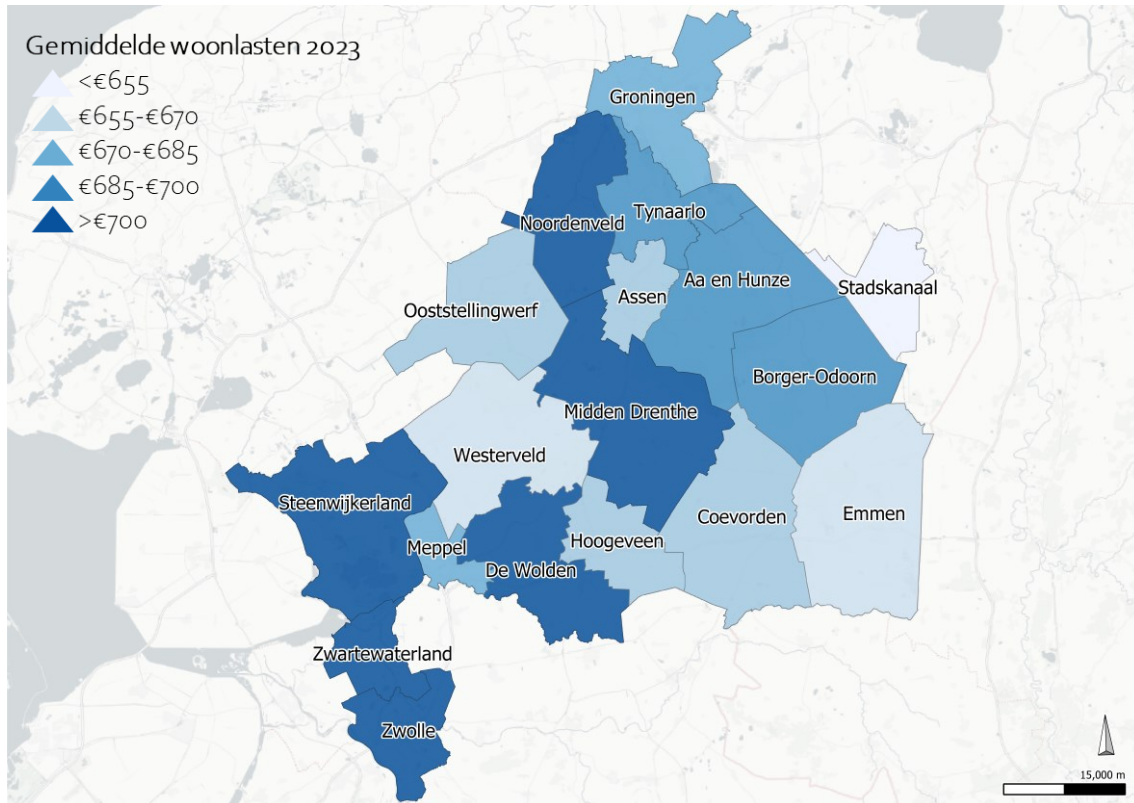 Gemiddelde woonlasten 2023
<€655
€655-€670
€670-€685
€685-€700
>€700
Groningen
Noordenveld
Tynaarlo
Aa en Hunze
Stadskanaal
Assen
Ooststellingwerf
Borger-Odoorn
Midden Drenthe
Westerveld
Steenwijkerland
Coevorden
Emmen
Hoogeveen
Meppel
De Wolden
Zwartewaterland
Zwolle
15,000 m